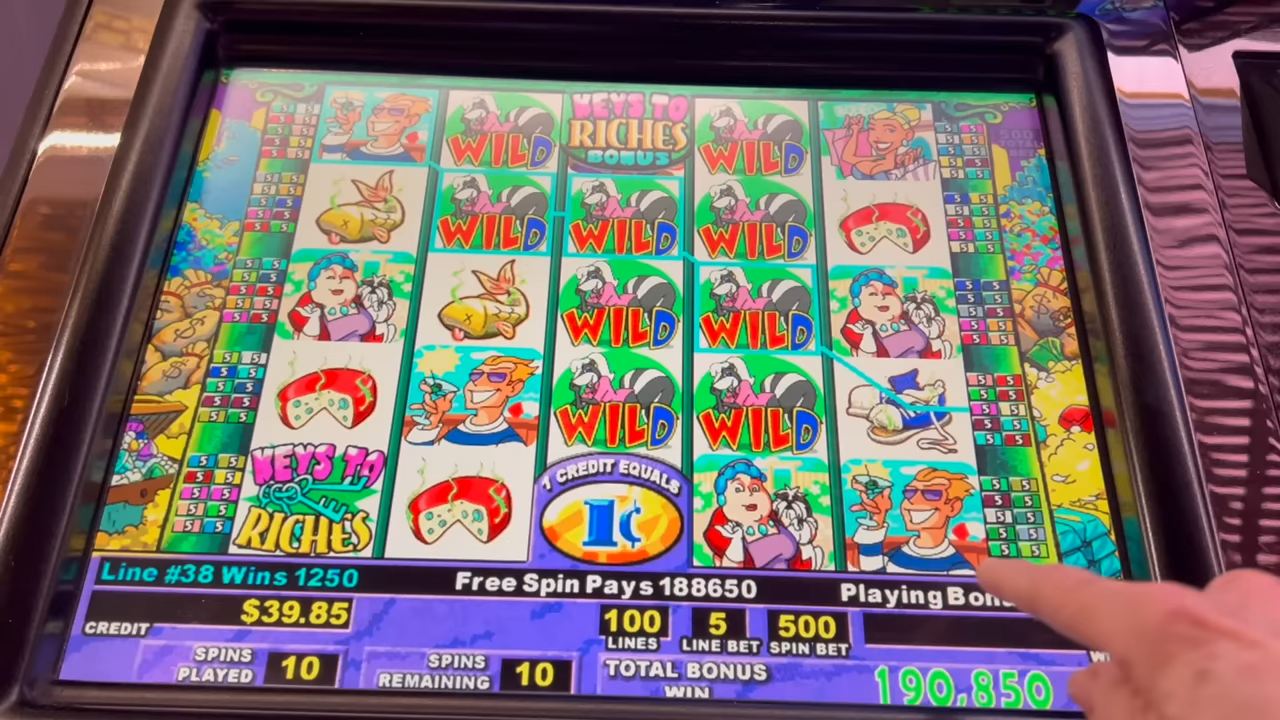 KEYS TO
RICHES
BONUS
WILD
WILD
WILD
WILD
WILD
WILD
WILD
WILD
WILD
WILD
KEYS TO
RICHES
1 CREDIT EQUALS
1¢
Line #38 Wins 1250
Free Spin Pays 188650
Playing Bonu
CREDIT
$39.85
100
LINES
5
LINE BET
500
SPIN BET
SPINS
PLAYED
10
SPINS
REMAINING
10
TOTAL BONUS
WIN
190,850